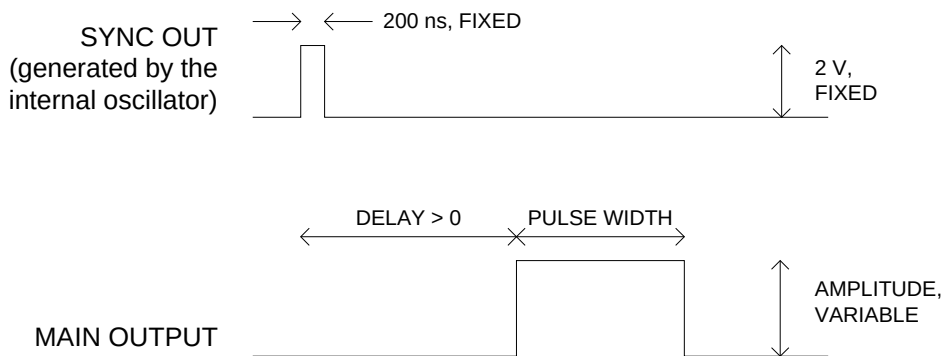 200 ns, FIXED
SYNC OUT
(generated by the
internal oscillator)
2 V,
FIXED
DELAY > 0
PULSE WIDTH
AMPLITUDE,
VARIABLE
MAIN OUTPUT